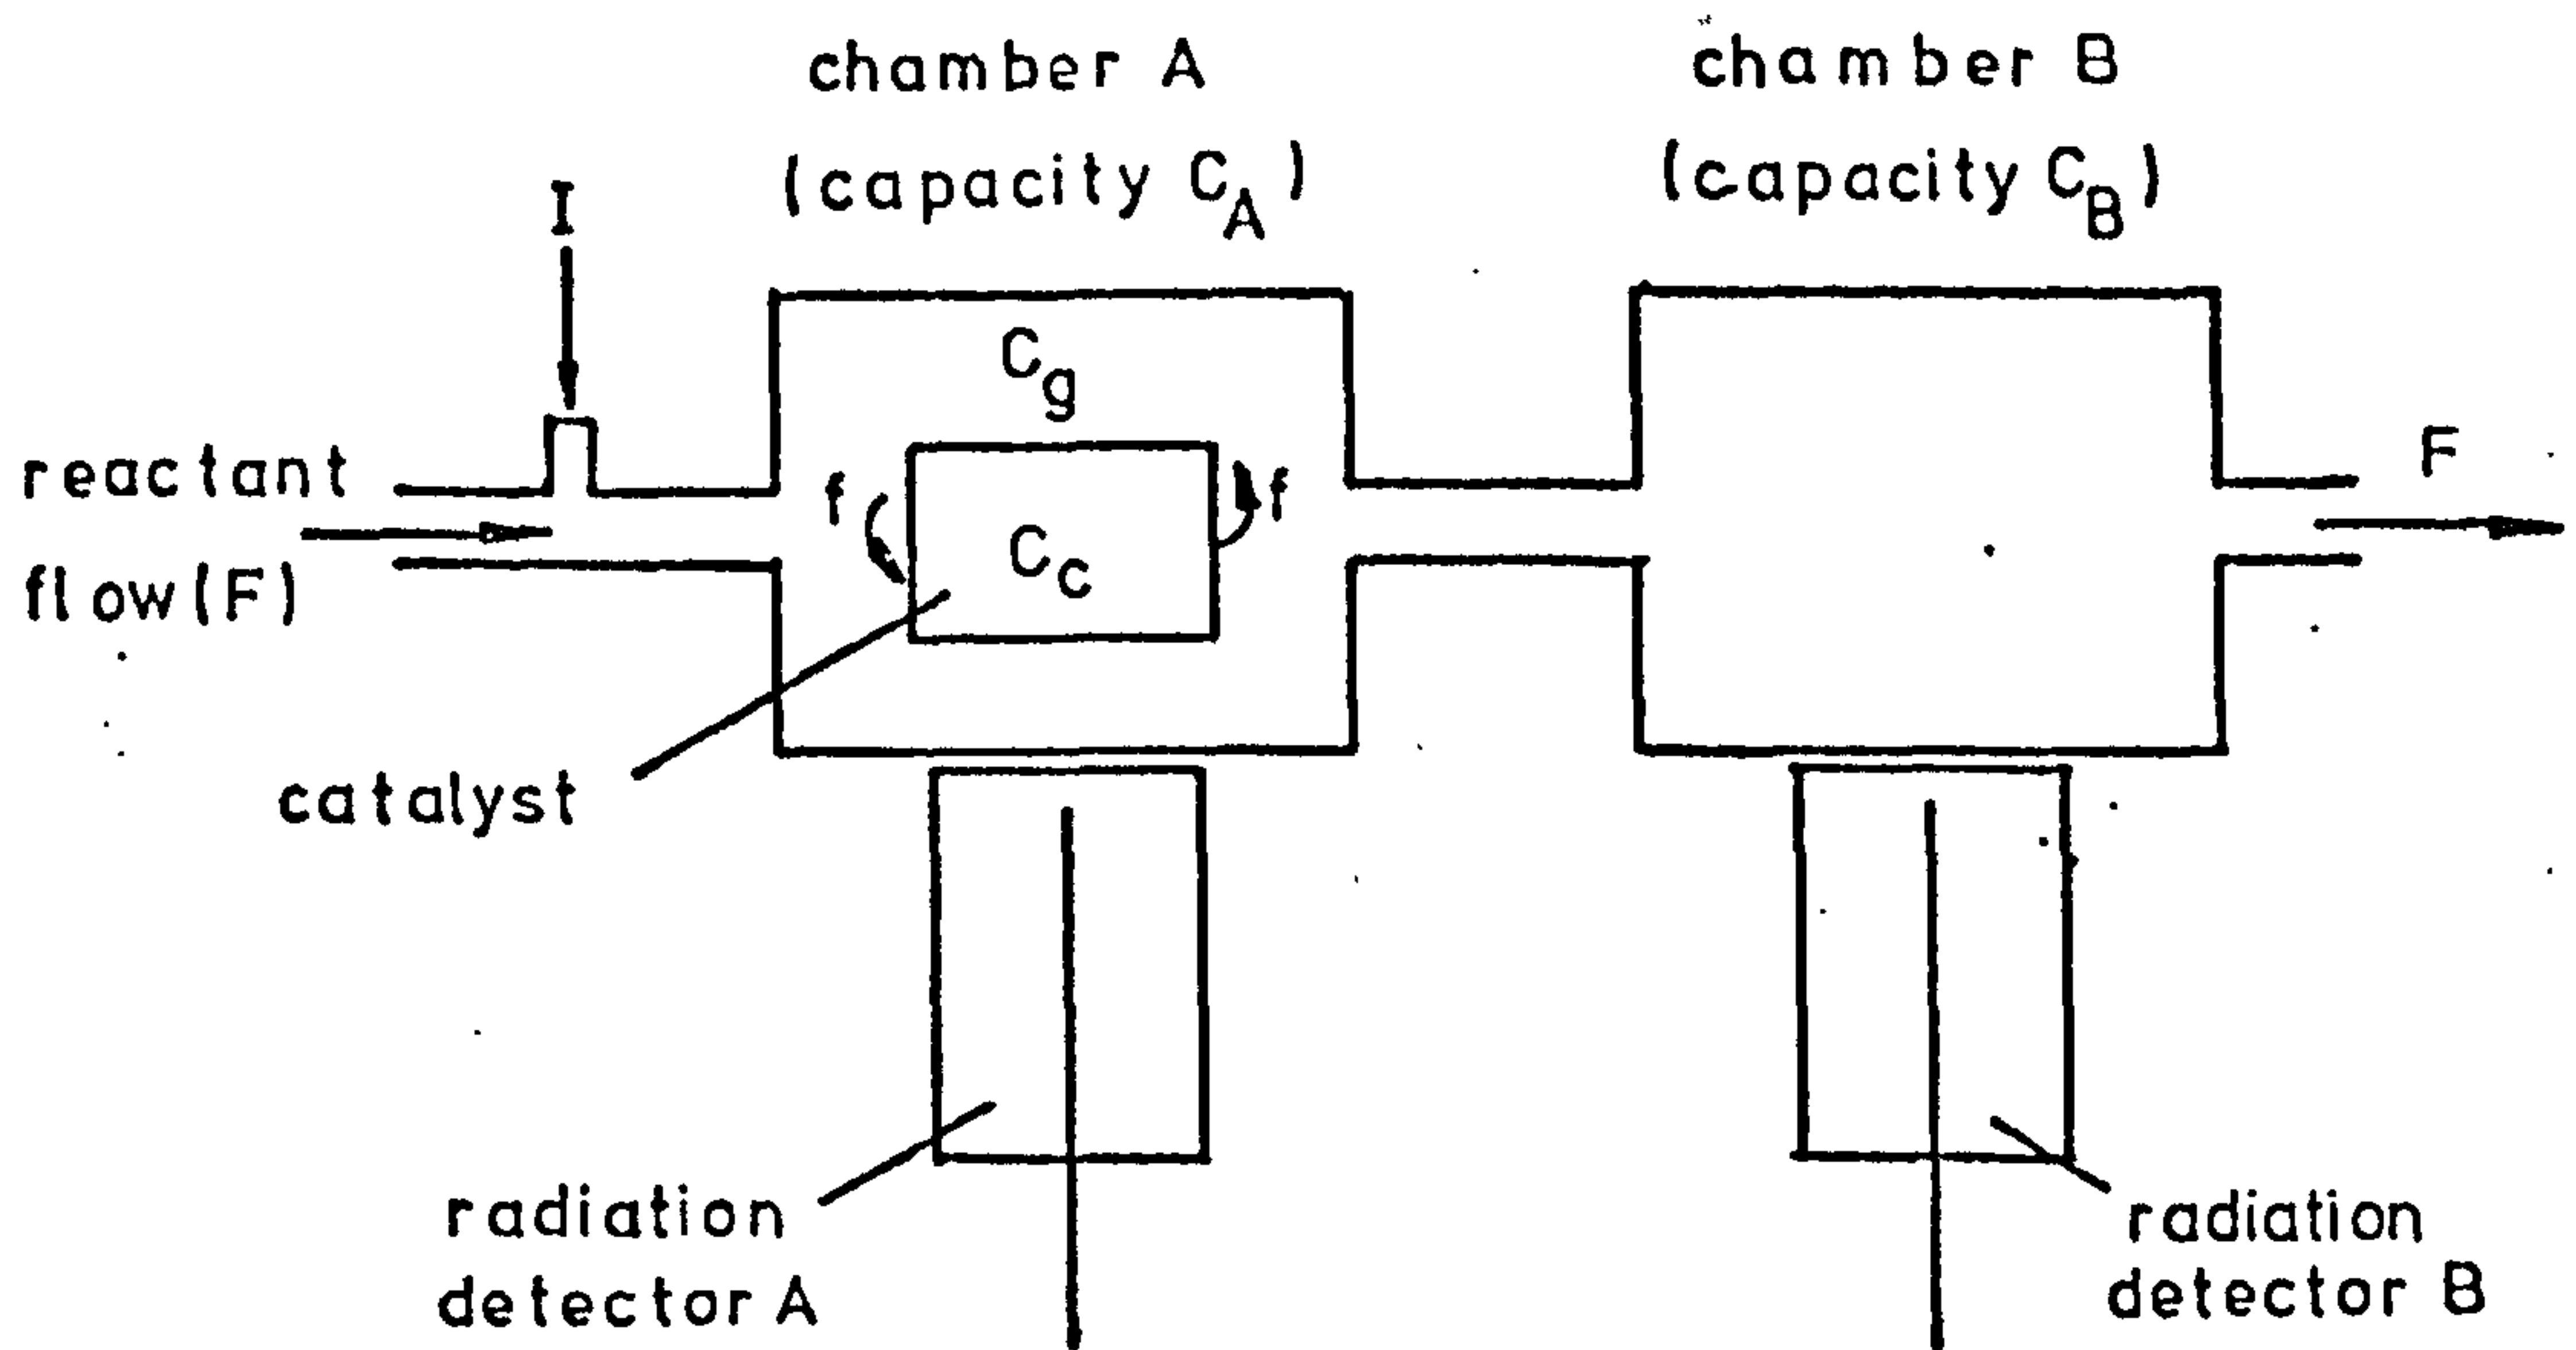 chamber A
(capacity C_A)
chamber B
(capacity C_B)
I
reactant
flow(F)
C_g
f
f
C_c
F
catalyst
radiation
detector A
radiation
detector B